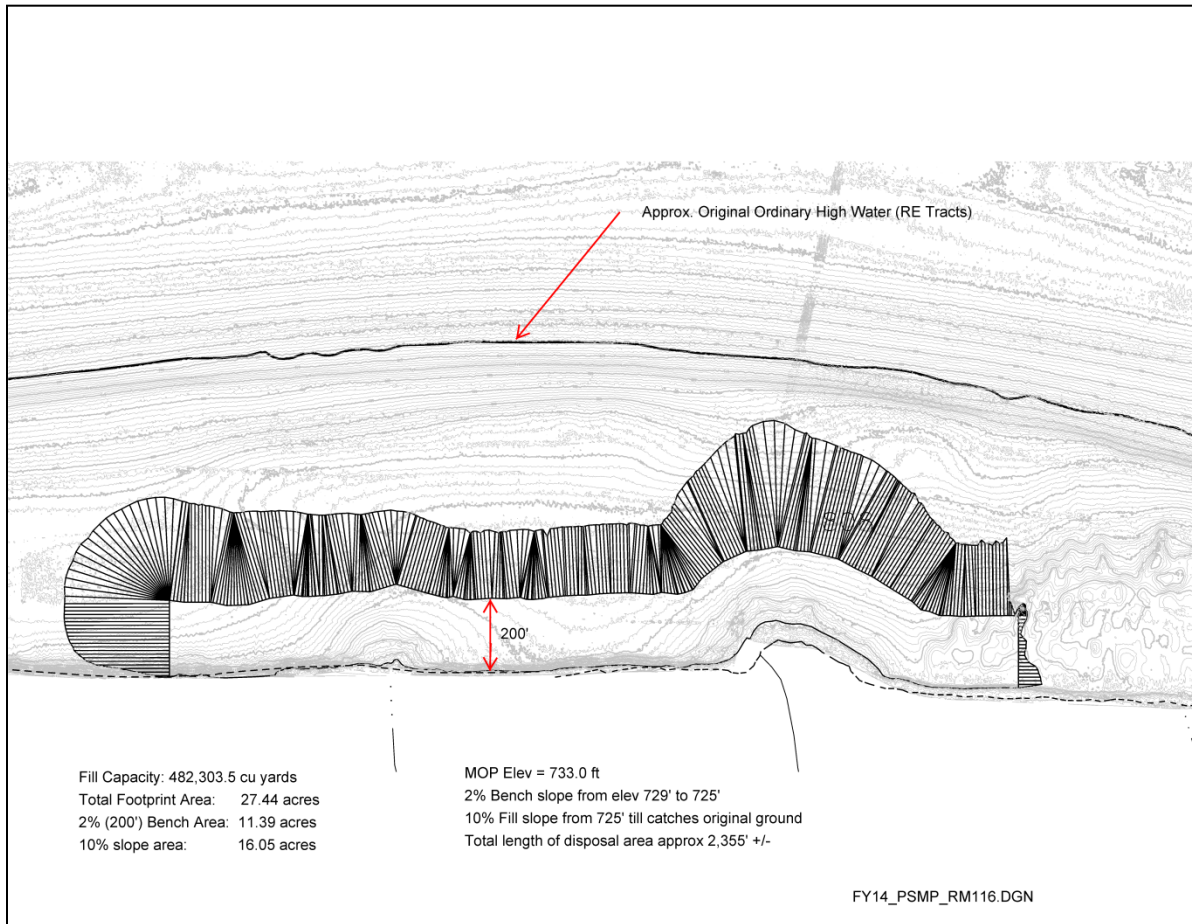 Approx. Original Ordinary High Water (RE Tracts)
200'
Fill Capacity: 482,303.5 cu yards
Total Footprint Area: 27.44 acres
2% (200') Bench Area: 11.39 acres
10% slope area: 16.05 acres
MOP Elev = 733.0 ft
2% Bench slope from elev 729' to 725'
10% Fill slope from 725' till catches original ground
Total length of disposal area approx 2,355' +/-
FY14_PSMP_RM116.DGN